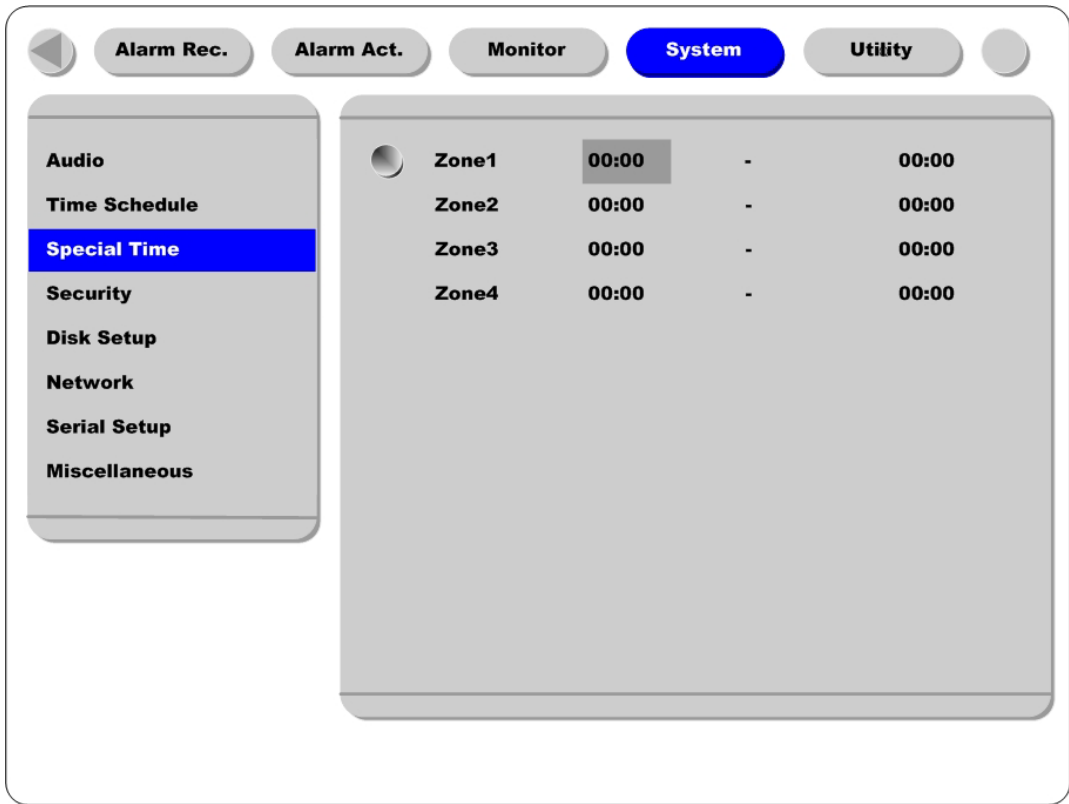 Alarm Rec. Alarm Act. Monitor System Utility
Audio
Time Schedule
Special Time
Security
Disk Setup
Network
Serial Setup
Miscellaneous
Zone1 00:00 - 00:00
Zone2 00:00 - 00:00
Zone3 00:00 - 00:00
Zone4 00:00 - 00:00